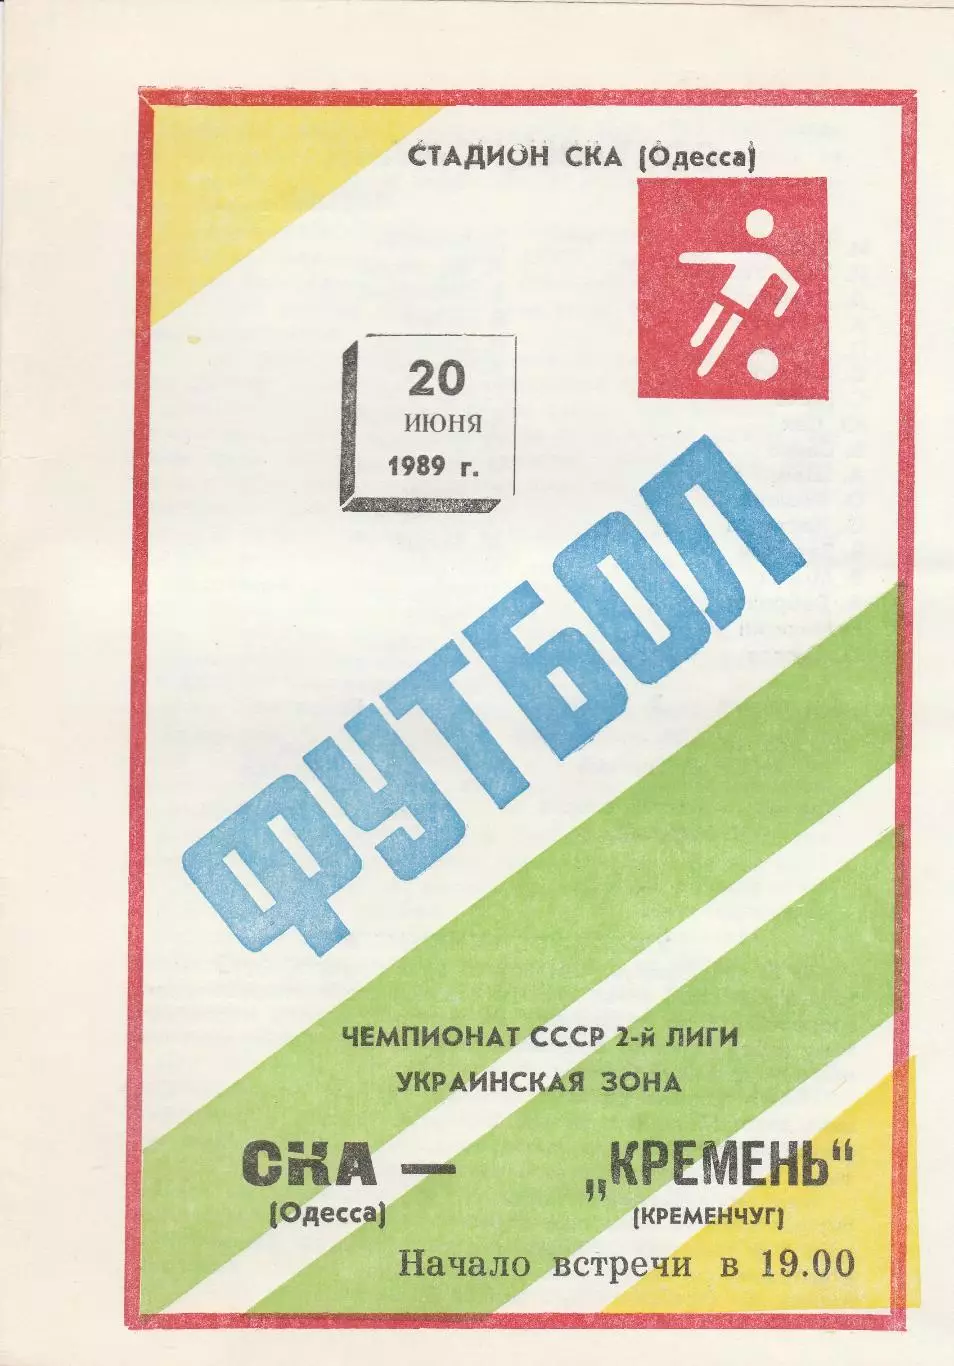 СТАДИОН СКА (Одесса)
20
ИЮНЯ
1989 г.
ФУТБОЛ
ЧЕМПИОНАТ СССР 2-й ЛИГИ
УКРАИНСКАЯ ЗОНА
СКА — „КРЕМЕНЬ“
(Одесса) (КРЕМЕНЧУГ)
Начало встречи в 19.00